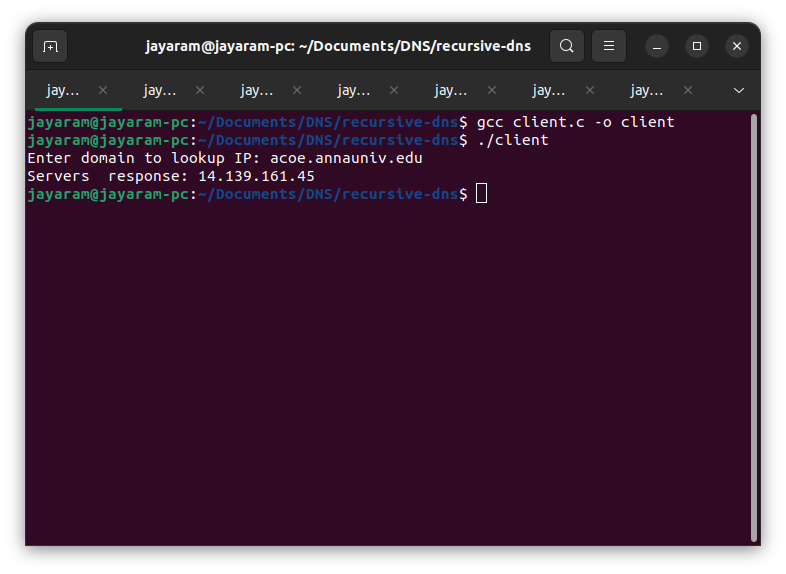 jayaram@jayaram-pc: ~/Documents/DNS/recursive-dns
jay... jay... jay... jay... jay... jay... jay...
jayaram@jayaram-pc:~/Documents/DNS/recursive-dns$ gcc client.c -o client
jayaram@jayaram-pc:~/Documents/DNS/recursive-dns$ ./client
Enter domain to lookup IP: acoe.annauniv.edu
Servers  response: 14.139.161.45
jayaram@jayaram-pc:~/Documents/DNS/recursive-dns$